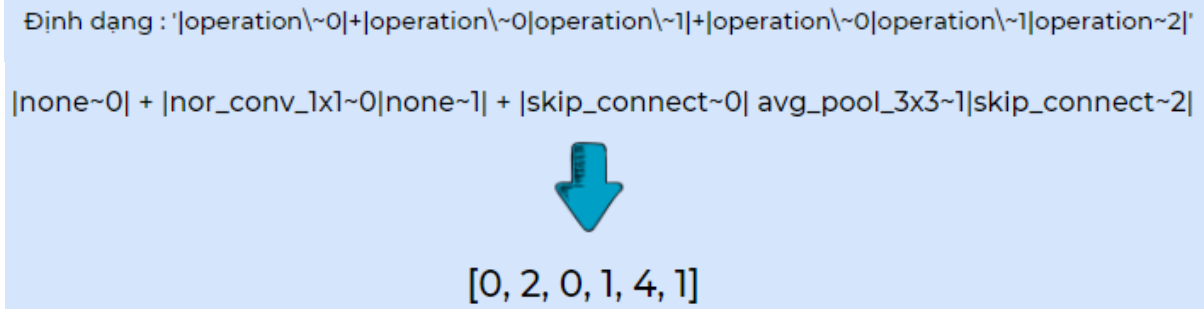 Định dạng : '|operation\~0|+|operation\~0|operation\~1|+|operation\~0|operation\~1|operation~2|'
|none~0| + |nor_conv_1x1~0|none~1| + |skip_connect~0| avg_pool_3x3~1|skip_connect~2|
[0, 2, 0, 1, 4, 1]